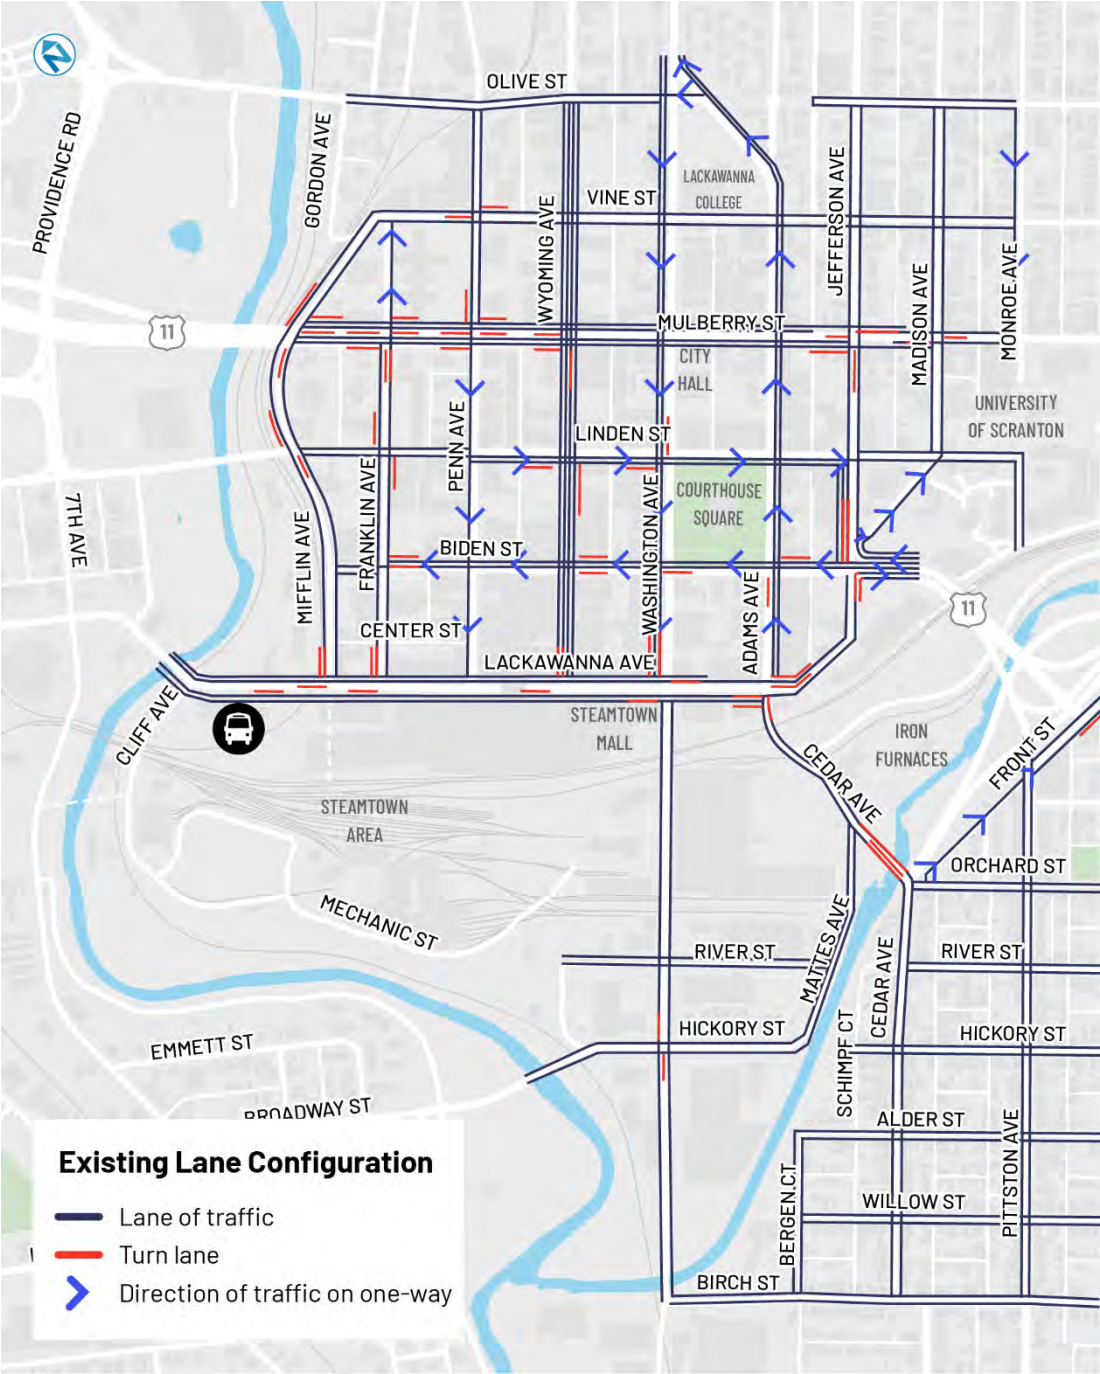 N
OLIVE ST
PROVIDENCE RD
GORDON AVE
LACKAWANNA
COLLEGE
JEFFERSON AVE
VINE ST
WYOMING AVE
MADISON AVE
MONROE AVE
11
MULBERRY ST
CITY
HALL
UNIVERSITY
OF SCRANTON
LINDEN ST
PENN AVE
FRANKLIN AVE
7TH AVE
MIFFLIN AVE
WASHINGTON AVE
COURTHOUSE
SQUARE
BIDEN ST
ADAMS AVE
11
CENTER ST
LACKAWANNA AVE
CLIFF AVE
STEAMTOWN
MALL
IRON
FURNACES
FRONT ST
CEDAR AVE
STEAMTOWN
AREA
ORCHARD ST
MECHANIC ST
MATTES AVE
RIVER ST
CEDAR AVE
RIVER ST
HICKORY ST
HICKORY ST
SCHIMPF CT
EMMETT ST
BROADWAY ST
ALDER ST
PITTSTON AVE
BERGEN CT
WILLOW ST
BIRCH ST
Existing Lane Configuration
Lane of traffic
Turn lane
Direction of traffic on one-way